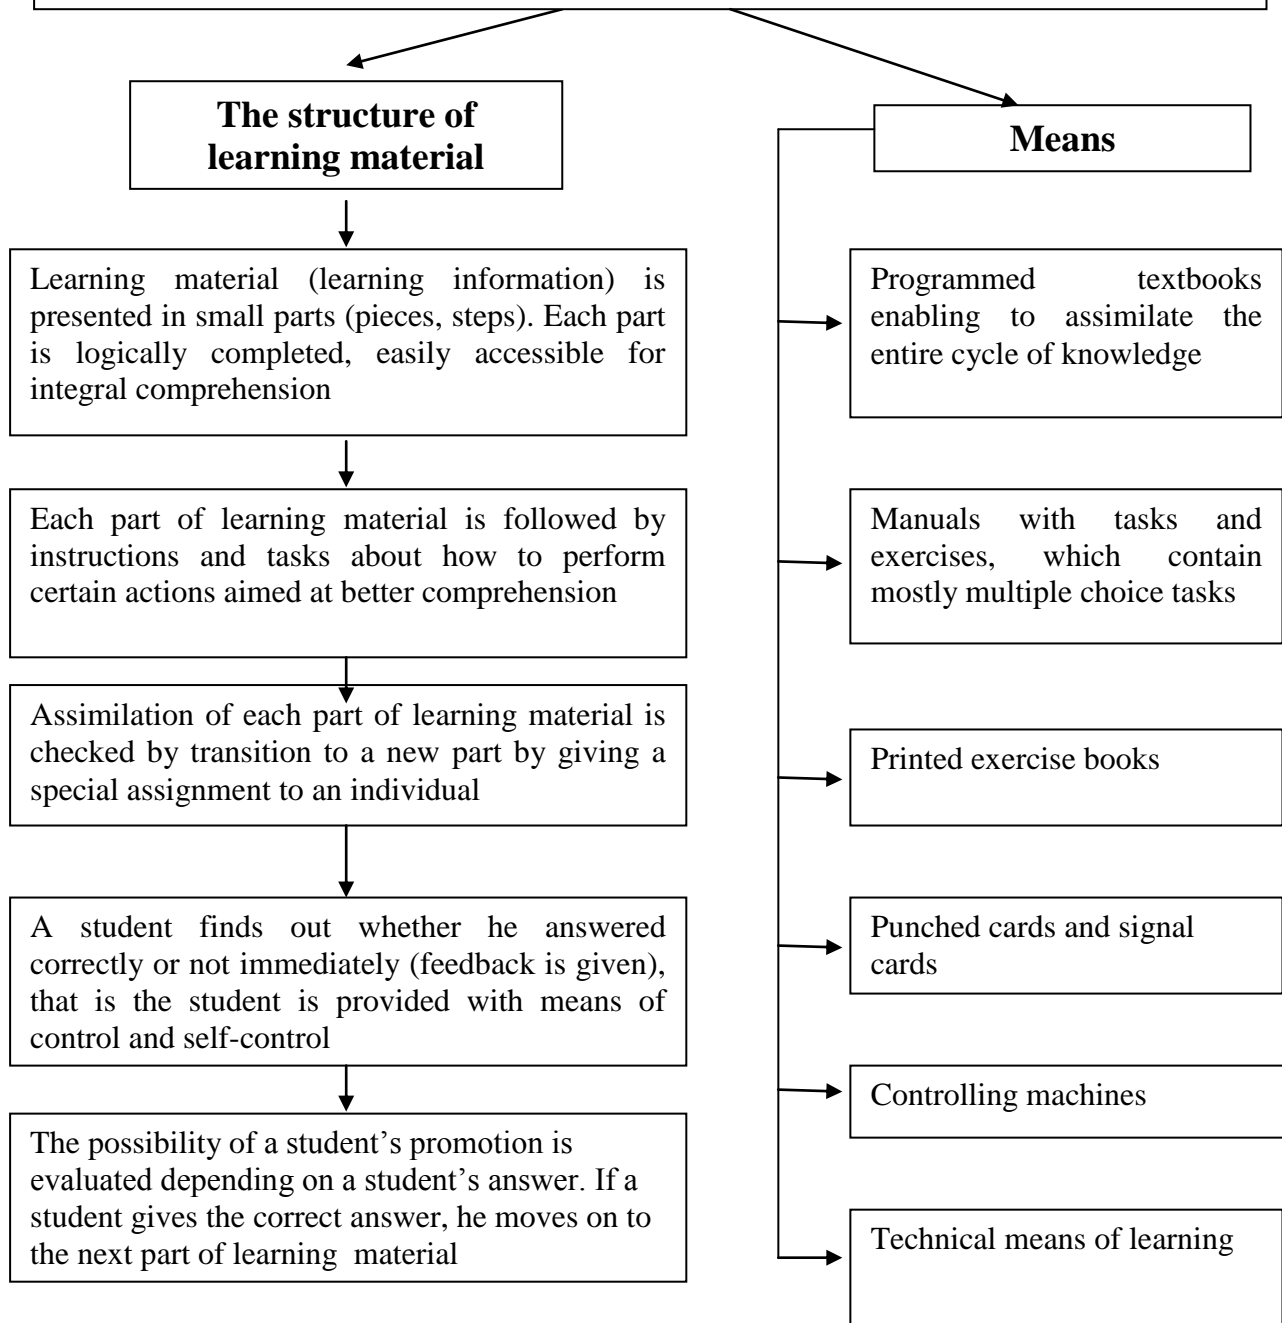 The structure of
learning material
Learning material (learning information) is
presented in small parts (pieces, steps). Each part
is logically completed, easily accessible for
integral comprehension
Each part of learning material is followed by
instructions and tasks about how to perform
certain actions aimed at better comprehension
Assimilation of each part of learning material is
checked by transition to a new part by giving a
special assignment to an individual
A student finds out whether he answered
correctly or not immediately (feedback is given),
that is the student is provided with means of
control and self-control
The possibility of a student’s promotion is
evaluated depending on a student’s answer. If a
student gives the correct answer, he moves on to
the next part of learning material
Means
Programmed textbooks
enabling to assimilate the
entire cycle of knowledge
Manuals with tasks and
exercises, which contain
mostly multiple choice tasks
Printed exercise books
Punched cards and signal
cards
Controlling machines
Technical means of learning